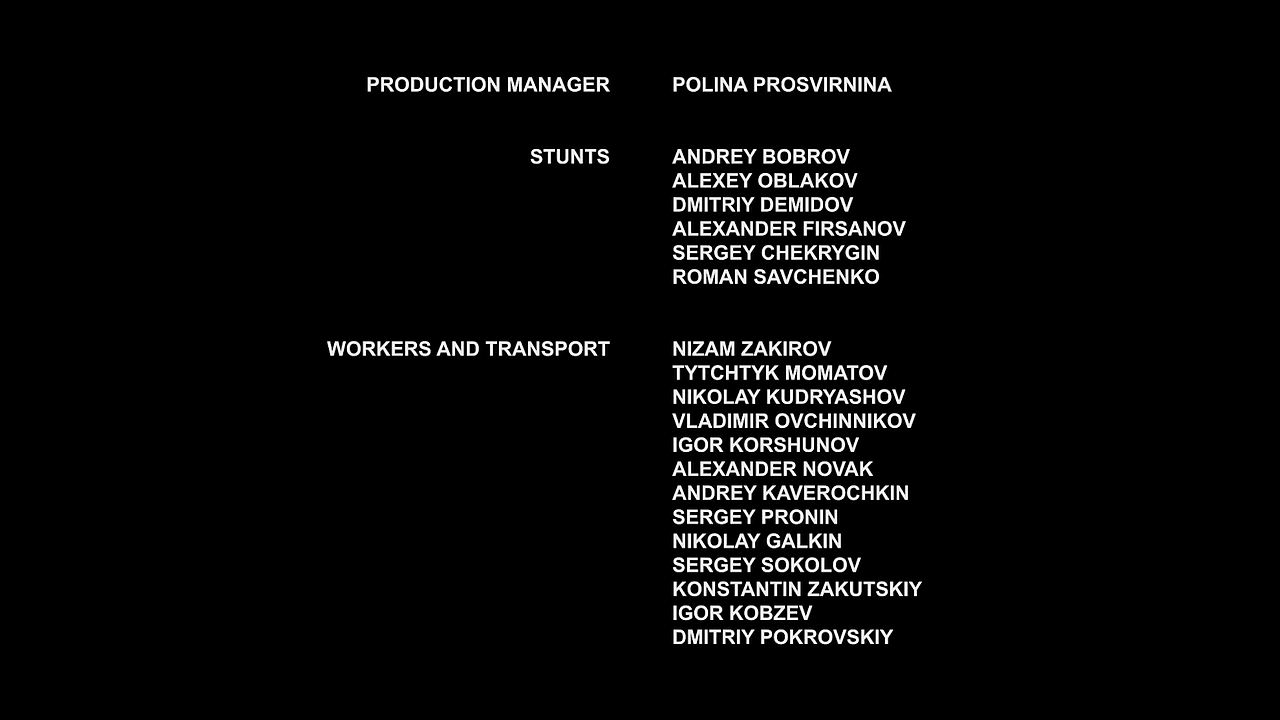 PRODUCTION MANAGER POLINA PROSVIRNINA
STUNTS ANDREY BOBROV
ALEXEY OBLAKOV
DMITRIY DEMIDOV
ALEXANDER FIRSANOV
SERGEY CHEKRYGIN
ROMAN SAVCHENKO
WORKERS AND TRANSPORT NIZAM ZAKIROV
TYTCHTYK MOMATOV
NIKOLAY KUDRYASHOV
VLADIMIR OVCHINNIKOV
IGOR KORSHUNOV
ALEXANDER NOVAK
ANDREY KAVEROCHKIN
SERGEY PRONIN
NIKOLAY GALKIN
SERGEY SOKOLOV
KONSTANTIN ZAKUTSKIY
IGOR KOBZEV
DMITRIY POKROVSKIY